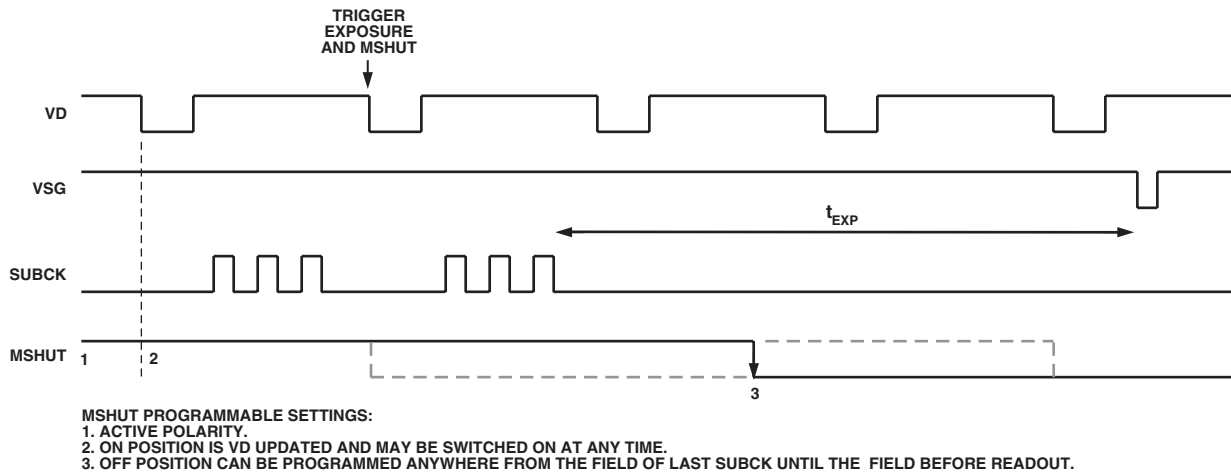 TRIGGER
EXPOSURE
AND MSHUT
VD
VSG
tEXP
SUBCK
MSHUT
1
2
3
MSHUT PROGRAMMABLE SETTINGS:
1. ACTIVE POLARITY.
2. ON POSITION IS VD UPDATED AND MAY BE SWITCHED ON AT ANY TIME.
3. OFF POSITION CAN BE PROGRAMMED ANYWHERE FROM THE FIELD OF LAST SUBCK UNTIL THE FIELD BEFORE READOUT.